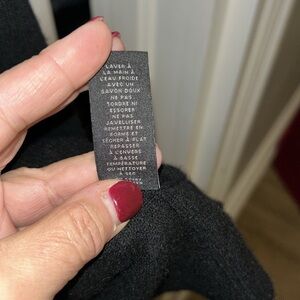 LAVER À
LA MAIN À
L'EAU FROIDE
AVEC UN
SAVON DOUX
NE PAS
TORDRE NI
ESSORER
NE PAS
JAVELLISER
REMETTRE EN
FORME ET
SÉCHER À PLAT
REPASSER
À L'ENVERS
À BASSE
TEMPÉRATURE
OU NETTOYER
À SEC